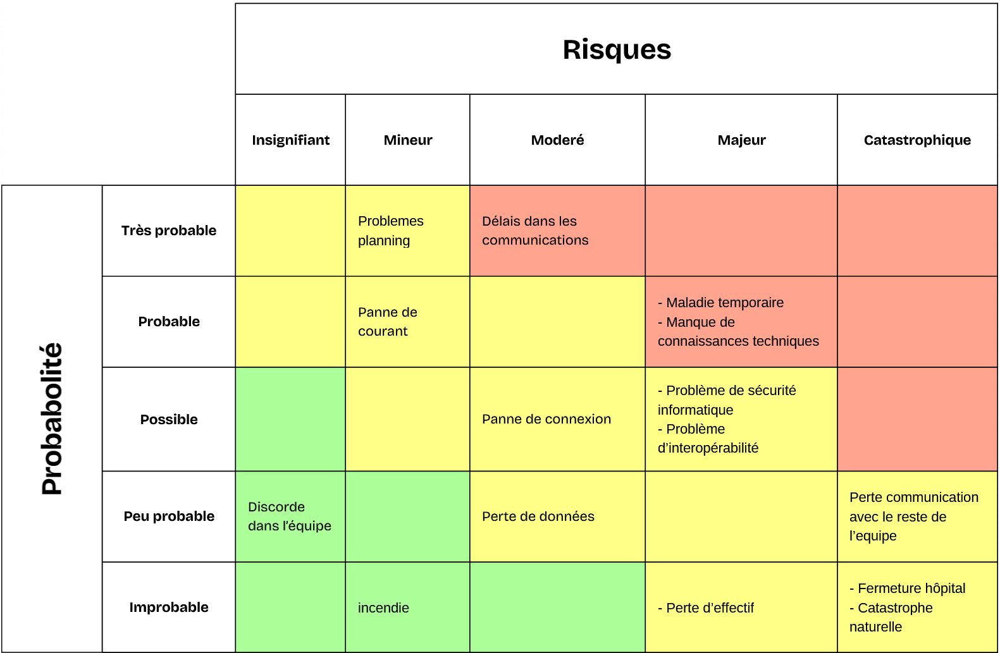 Risques
Insignifiant
Mineur
Moderé
Majeur
Catastrophique
Probabolité
Très probable
Problemes
planning
Délais dans les
communications
Probable
Panne de
courant
- Maladie temporaire
- Manque de
connaissances techniques
Possible
Panne de connexion
- Problème de sécurité
informatique
- Problème
d’interopérabilité
Peu probable
Discorde
dans l’équipe
Perte de données
Perte communication
avec le reste de
l’equipe
Improbable
incendie
- Perte d’effectif
- Fermeture hôpital
- Catastrophe
naturelle